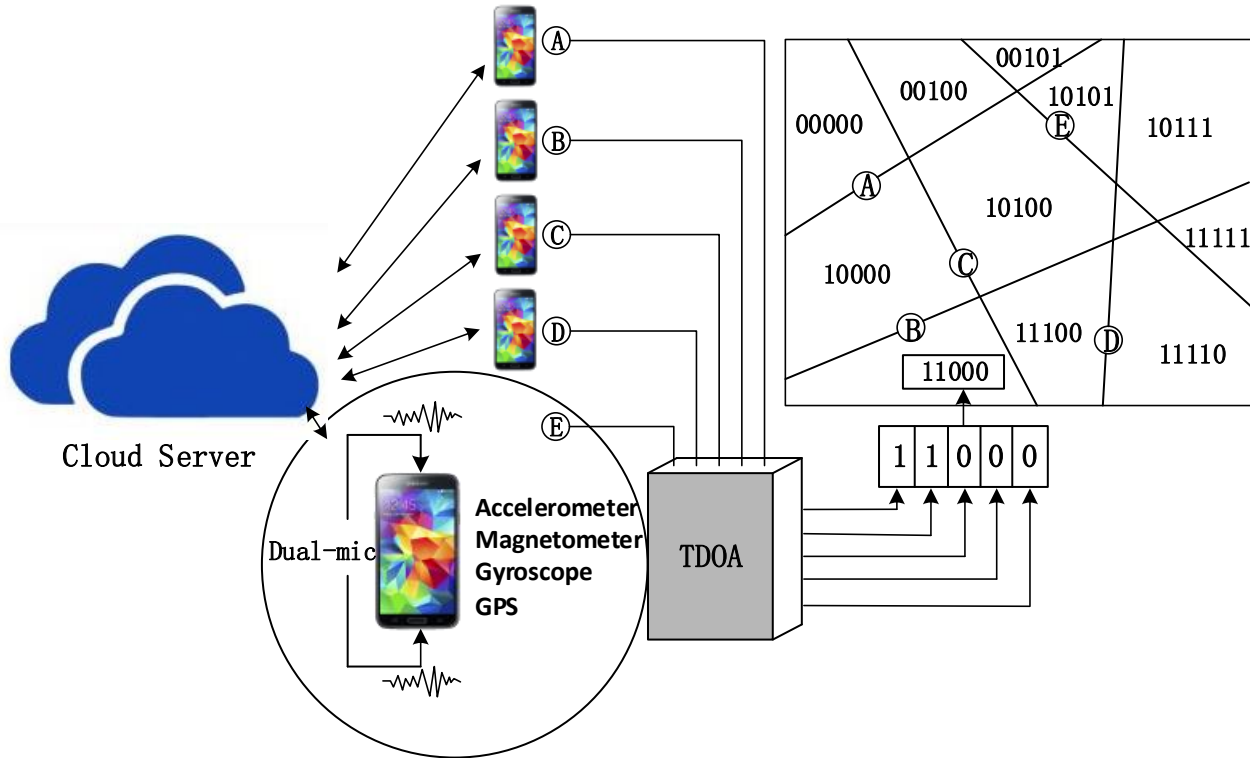 A
B
C
D
E
Cloud Server
Dual-mic
Accelerometer
Magnetometer
Gyroscope
GPS
TDOA
1 1 0 0 0
00101
00100
10101
00000
10111
E
A
10100
11111
C
10000
B
11100
D
11110
11000